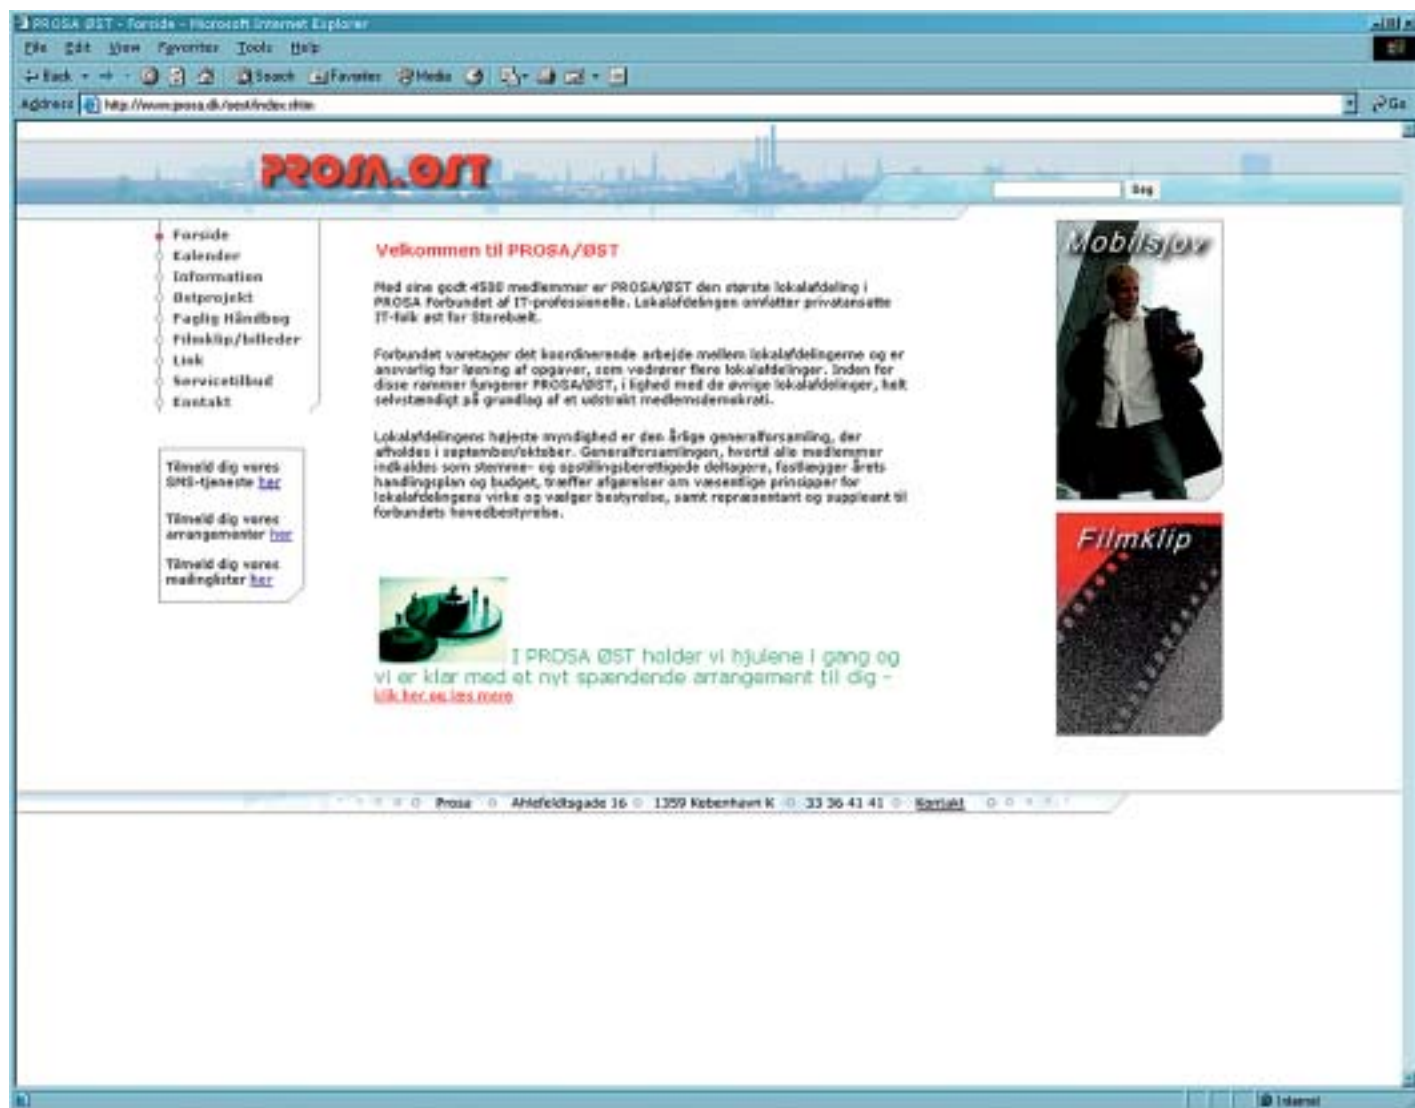 PROSA ØST - Forside - Microsoft Internet Explorer
File Edit View Favorites Tools Help
Back Search Favorites Media
Address http://www.prosa.dk/oest/index.shtm Go
PROSA.ØST
Søg
Forside
Kalender
Information
Østprojekt
Faglig Håndbog
Filmklip/billeder
Link
Servicetilbud
Kontakt
Tilmeld dig vores
SMS-tjeneste her
Tilmeld dig vores
arrangementer her
Tilmeld dig vores
mailinglister her
Velkommen til PROSA/ØST
Med sine godt 4500 medlemmer er PROSA/ØST den største lokalafdeling i
PROSA Forbundet af IT-professionelle. Lokalafdelingen omfatter privatansatte
IT-folk øst for Storebælt.
Forbundet varetager det koordinerende arbejde mellem lokalafdelingerne og er
ansvarlig for løsning af opgaver, som vedrører flere lokalafdelinger. Inden for
disse rammer fungerer PROSA/ØST, i lighed med de øvrige lokalafdelinger, helt
selvstændigt på grundlag af et udstrakt medlemsdemokrati.
Lokalafdelingens højeste myndighed er den årlige generalforsamling, der
afholdes i september/oktober. Generalforsamlingen, hvortil alle medlemmer
indkaldes som stemme- og opstillingsberettigede deltagere, fastlægger årets
handlingsplan og budget, træffer afgørelser om væsentlige principper for
lokalafdelingens virke og vælger bestyrelse, samt repræsentant og suppleant til
forbundets hovedbestyrelse.
I PROSA ØST holder vi hjulene i gang og
vi er klar med et nyt spændende arrangement til dig -
klik her og læs mere
Mobilsjov
Filmklip
Prosa Ahlefeldtsgade 16 1359 København K 33 36 41 41 Kontakt
Internet